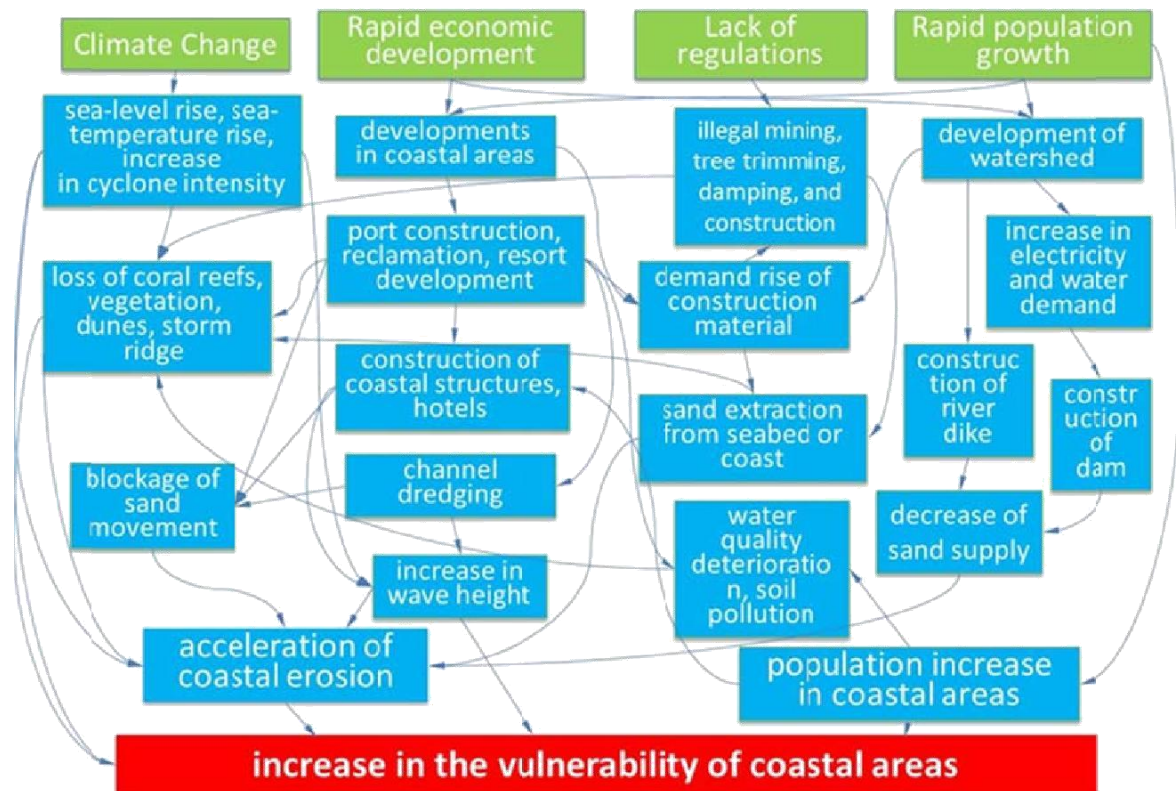 Climate Change
Rapid economic
development
Lack of
regulations
Rapid population
growth
sea-level rise, sea-
temperature rise,
increase
in cyclone intensity
developments
in coastal areas
illegal mining,
tree trimming,
damping, and
construction
development of
watershed
port construction,
reclamation, resort
development
increase in
electricity
and water
demand
loss of coral reefs,
vegetation,
dunes, storm
ridge
demand rise of
construction
material
construction of
coastal structures,
hotels
construc
tion of
river
dike
constr
uction
of
dam
sand extraction
from seabed or
coast
blockage of
sand
movement
channel
dredging
water
quality
deterioratio
n, soil
pollution
decrease of
sand supply
increase in
wave height
acceleration of
coastal erosion
population increase
in coastal areas
increase in the vulnerability of coastal areas